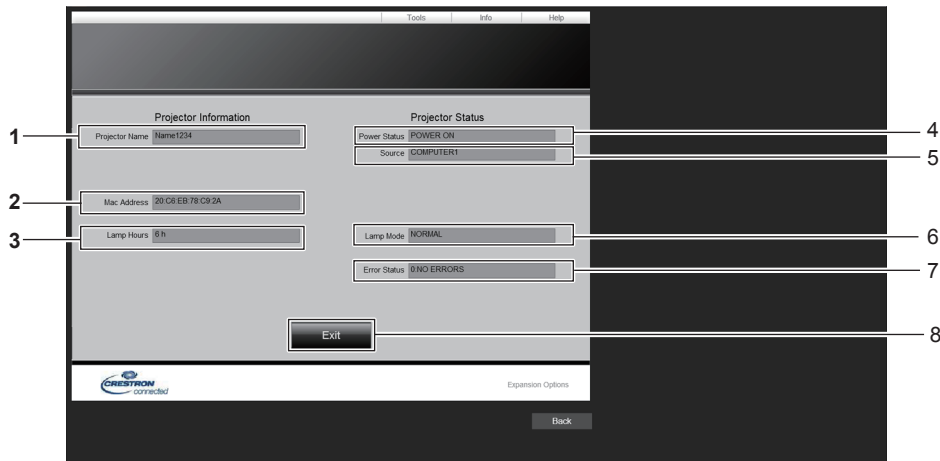 Tools Info Help
Projector Information Projector Status
1 Projector Name Name1234 Power Status POWER ON 4
Source COMPUTER1 5
2 Mac Address 20:C6:EB:78:C9:2A
3 Lamp Hours 6 h Lamp Mode NORMAL 6
Error Status 0:NO ERRORS 7
Exit 8
CRESTRON connected Expansion Options
Back